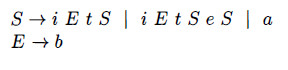 S → i E t S | i E t S e S | a
E → b